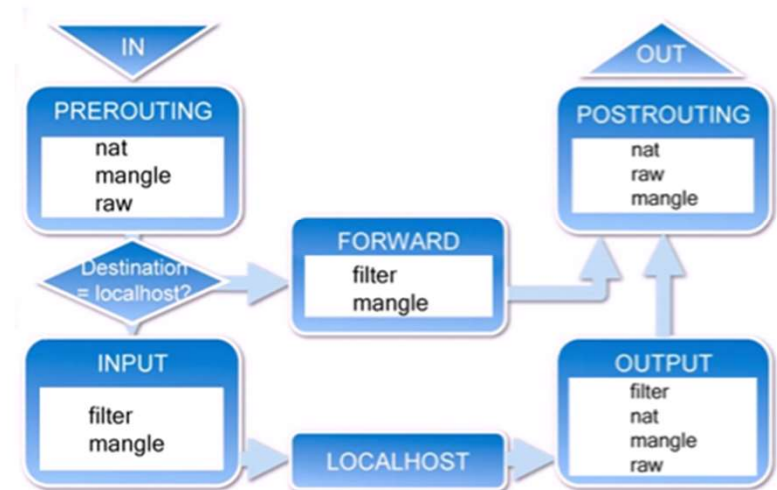 IN
PREROUTING
nat
mangle
raw
Destination
= localhost?
INPUT
filter
mangle
FORWARD
filter
mangle
LOCALHOST
OUT
POSTROUTING
nat
raw
mangle
OUTPUT
filter
nat
mangle
raw